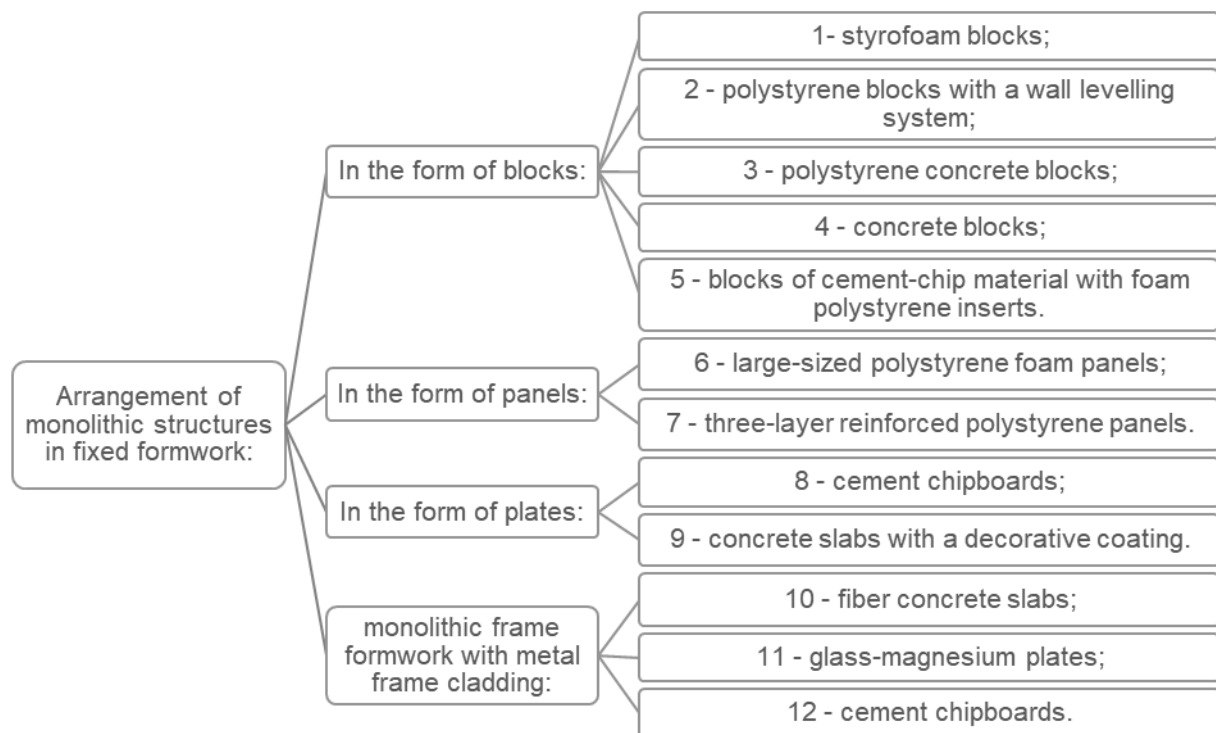 Arrangement of
monolithic structures
in fixed formwork:
In the form of blocks:
1- styrofoam blocks;
2 - polystyrene blocks with a wall levelling
system;
3 - polystyrene concrete blocks;
4 - concrete blocks;
5 - blocks of cement-chip material with foam
polystyrene inserts.
In the form of panels:
6 - large-sized polystyrene foam panels;
7 - three-layer reinforced polystyrene panels.
In the form of plates:
8 - cement chipboards;
9 - concrete slabs with a decorative coating.
monolithic frame
formwork with metal
frame cladding:
10 - fiber concrete slabs;
11 - glass-magnesium plates;
12 - cement chipboards.